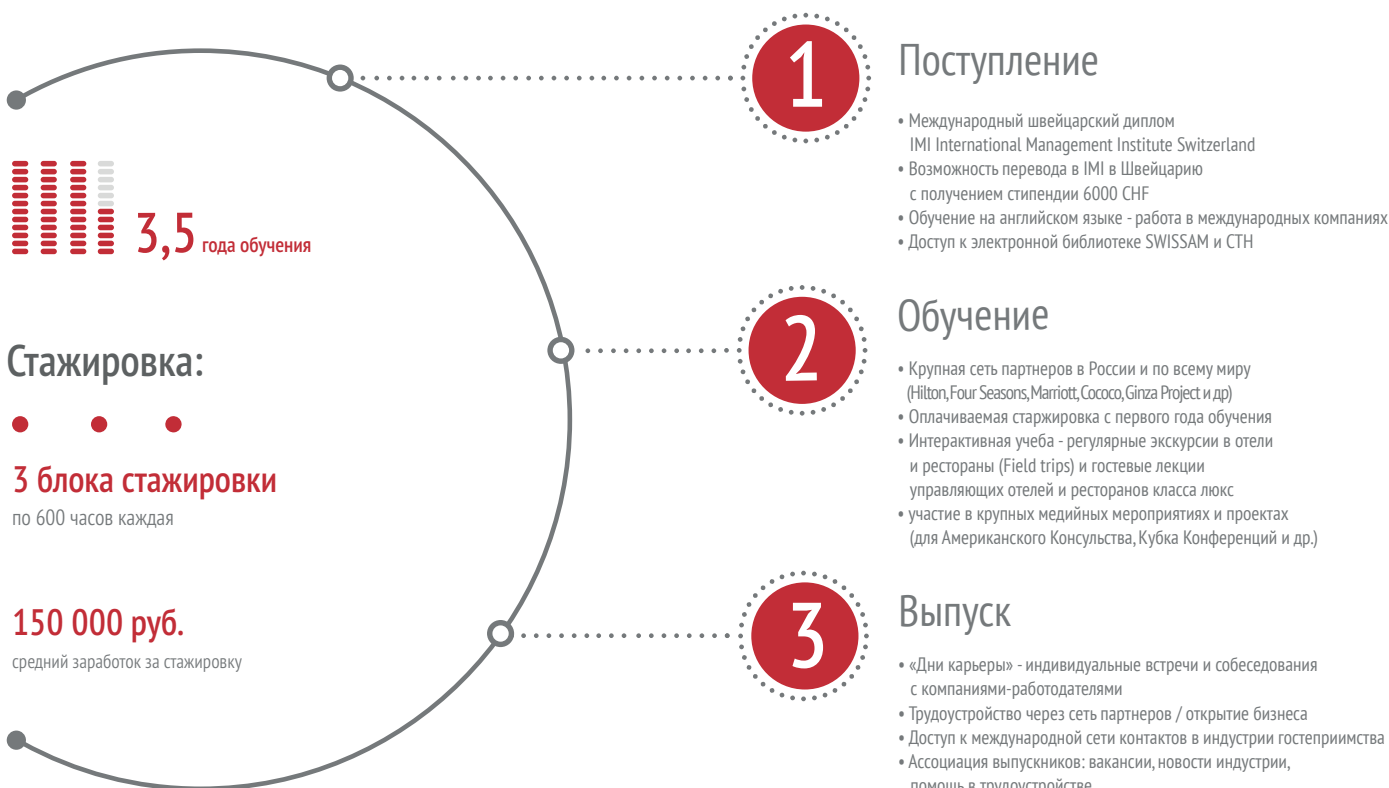 3,5 года обучения
Стажировка:
3 блока стажировки
по 600 часов каждая
150 000 руб.
средний заработок за стажировку
1
Поступление
• Международный швейцарский диплом
IMI International Management Institute Switzerland
• Возможность перевода в IMI в Швейцарию
с получением стипендии 6000 CHF
• Обучение на английском языке - работа в международных компаниях
• Доступ к электронной библиотеке SWISSAM и CTH
2
Обучение
• Крупная сеть партнеров в России и по всему миру
(Hilton, Four Seasons, Marriott, Cococo, Ginza Project и др)
• Оплачиваемая старжировка с первого года обучения
• Интерактивная учеба - регулярные экскурсии в отели
и рестораны (Field trips) и гостевые лекции
управляющих отелей и ресторанов класса люкс
• участие в крупных медийных мероприятиях и проектах
(для Американского Консульства, Кубка Конференций и др.)
3
Выпуск
• «Дни карьеры» - индивидуальные встречи и собеседования
с компаниями-работодателями
• Трудоустройство через сеть партнеров / открытие бизнеса
• Доступ к международной сети контактов в индустрии гостеприимства
• Ассоциация выпускников: вакансии, новости индустрии,
помощь в трудоустройстве